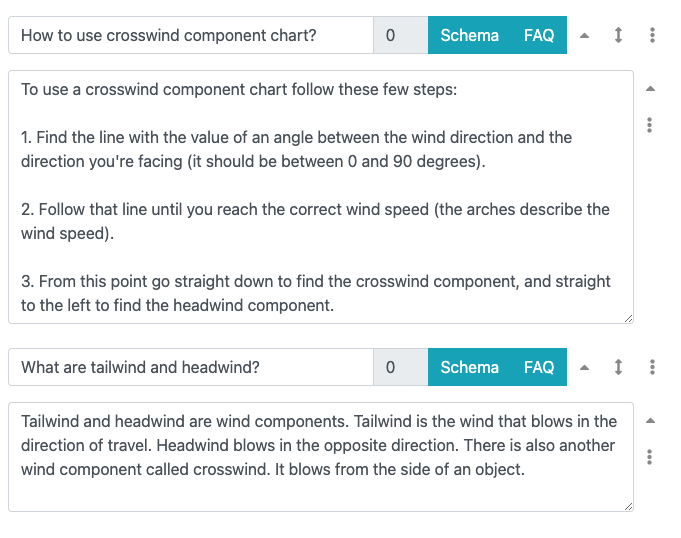 How to use crosswind component chart? 0 Schema FAQ
To use a crosswind component chart follow these few steps:
1. Find the line with the value of an angle between the wind direction and the
direction you're facing (it should be between 0 and 90 degrees).
2. Follow that line until you reach the correct wind speed (the arches describe the
wind speed).
3. From this point go straight down to find the crosswind component, and straight
to the left to find the headwind component.
What are tailwind and headwind? 0 Schema FAQ
Tailwind and headwind are wind components. Tailwind is the wind that blows in the
direction of travel. Headwind blows in the opposite direction. There is also another
wind component called crosswind. It blows from the side of an object.